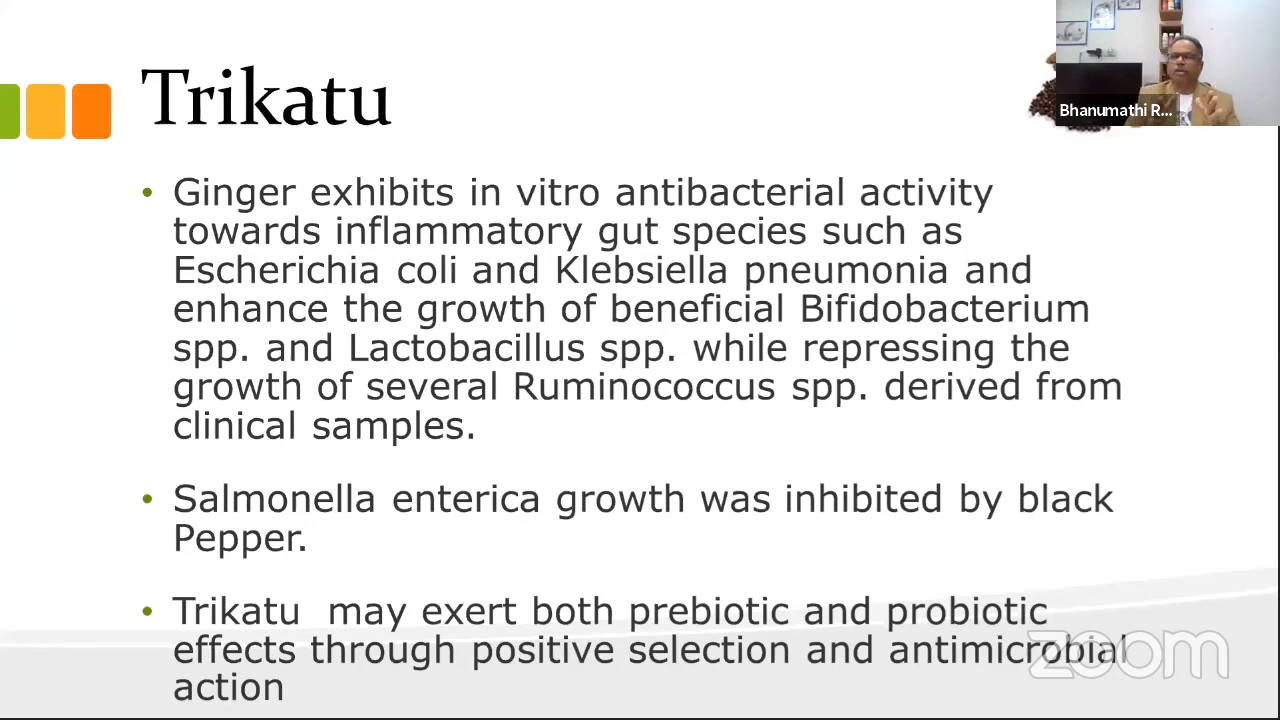 Trikatu
Bhanumathi R...
• Ginger exhibits in vitro antibacterial activity
towards inflammatory gut species such as
Escherichia coli and Klebsiella pneumonia and
enhance the growth of beneficial Bifidobacterium
spp. and Lactobacillus spp. while repressing the
growth of several Ruminococcus spp. derived from
clinical samples.
• Salmonella enterica growth was inhibited by black
Pepper.
• Trikatu may exert both prebiotic and probiotic
effects through positive selection and antimicrobial
action
zoom